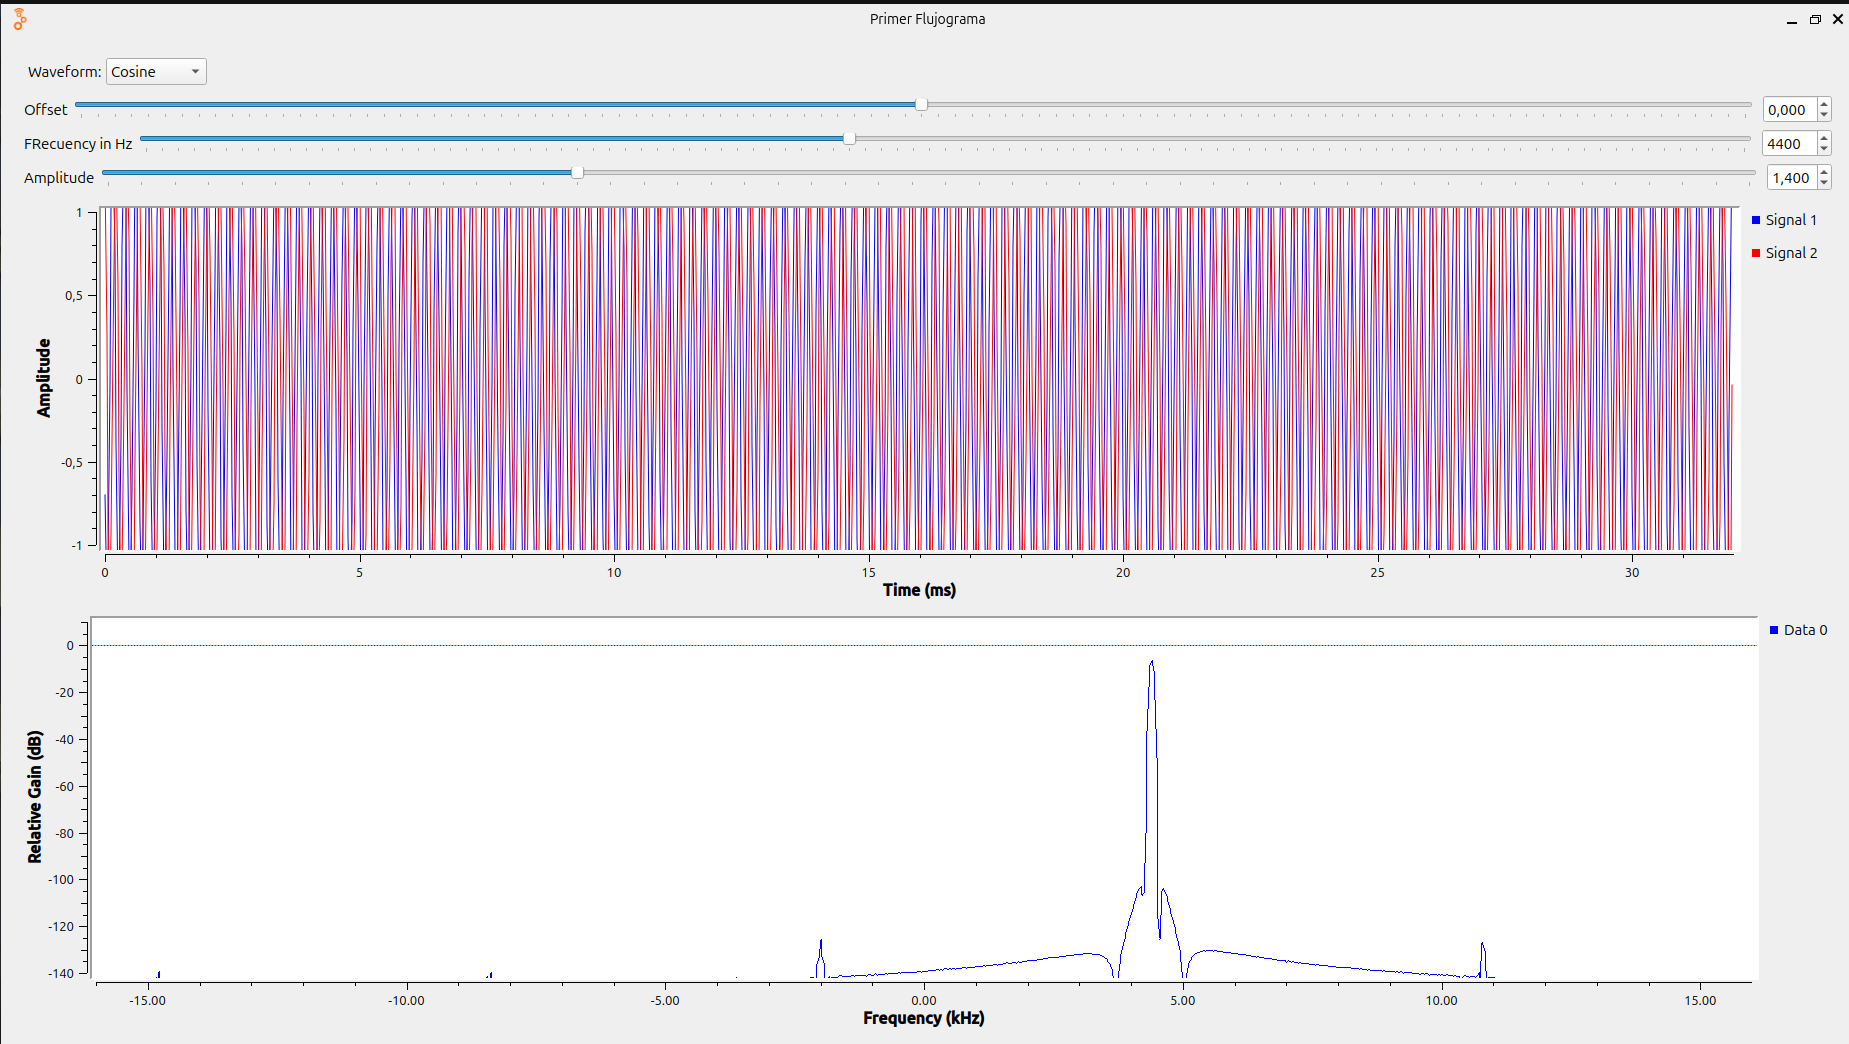 Primer Flujograma
Waveform: Cosine
Offset 0,000
FRecuency in Hz 4400
Amplitude 1,400
Signal 1
Signal 2
Amplitude
1
0,5
0
-0,5
-1
0 5 10 15 20 25 30
Time (ms)
Data 0
Relative Gain (dB)
0
-20
-40
-60
-80
-100
-120
-140
-15.00 -10.00 -5.00 0.00 5.00 10.00 15.00
Frequency (kHz)